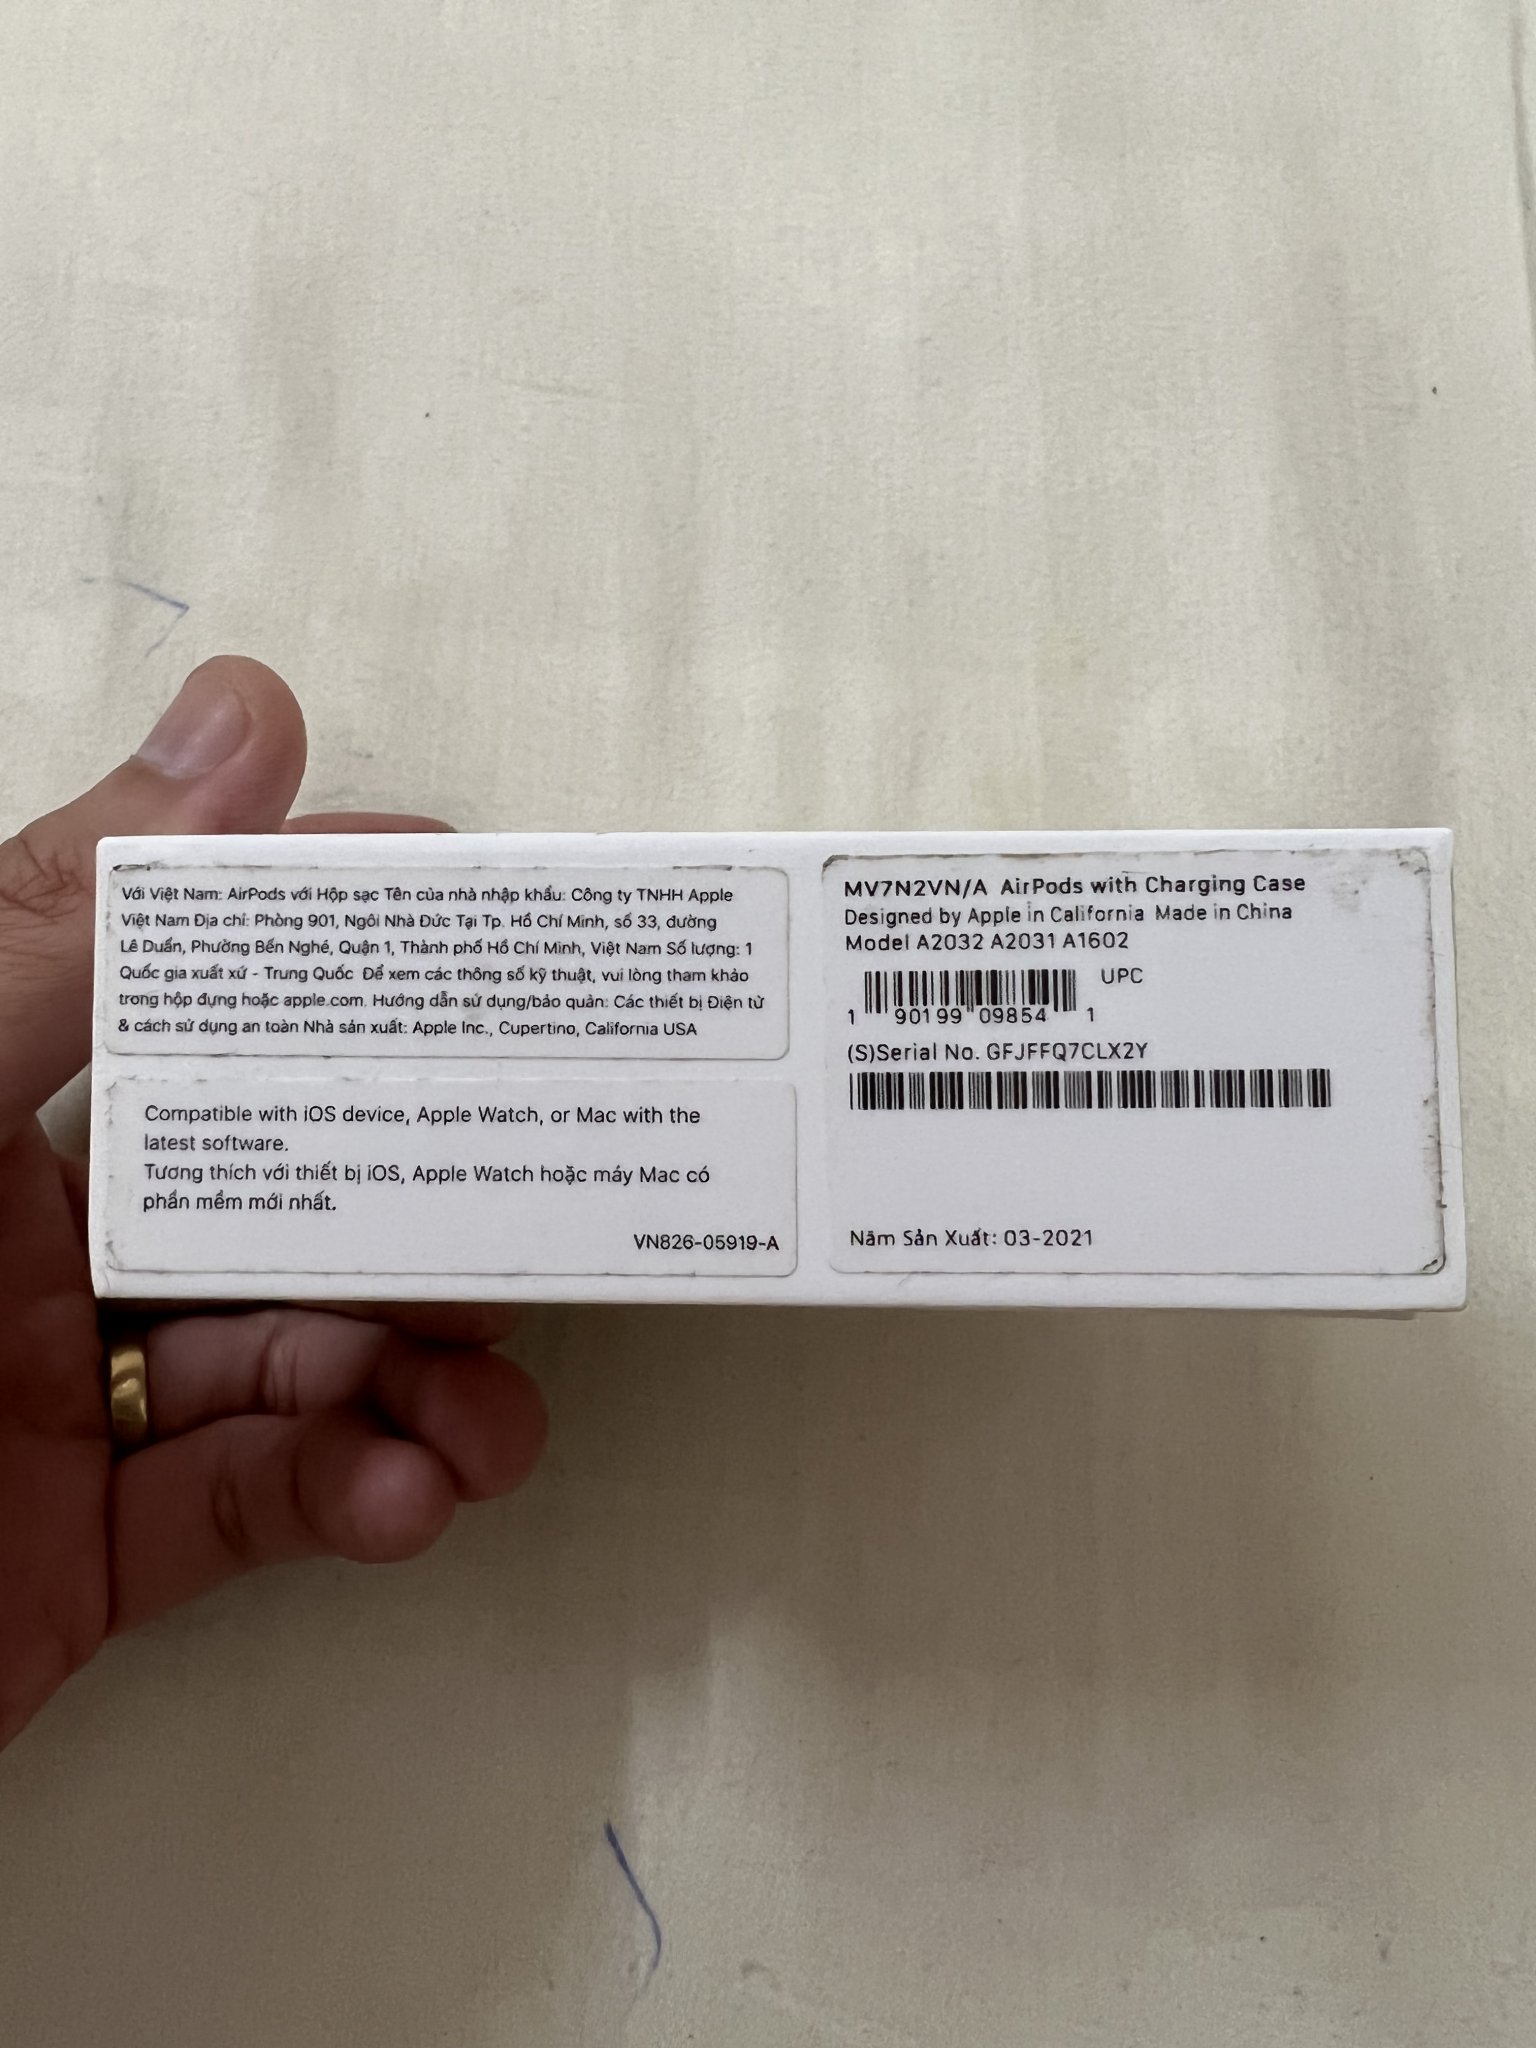 Với Việt Nam: AirPods với Hộp sạc Tên của nhà nhập khẩu: Công ty TNHH Apple
Việt Nam Địa chỉ: Phòng 901, Ngôi Nhà Đức Tại Tp. Hồ Chí Minh, số 33, đường
Lê Duẩn, Phường Bến Nghé, Quận 1, Thành phố Hồ Chí Minh, Việt Nam Số lượng: 1
Quốc gia xuất xứ - Trung Quốc Để xem các thông số kỹ thuật, vui lòng tham khảo
trong hộp đựng hoặc apple.com. Hướng dẫn sử dụng/bảo quản: Các thiết bị Điện tử
& cách sử dụng an toàn Nhà sản xuất: Apple Inc., Cupertino, California USA
Compatible with iOS device, Apple Watch, or Mac with the
latest software.
Tương thích với thiết bị iOS, Apple Watch hoặc máy Mac có
phần mềm mới nhất.
VN826-05919-A
MV7N2VN/A AirPods with Charging Case
Designed by Apple in California Made in China
Model A2032 A2031 A1602
UPC
1 90199 09854 1
(S)Serial No. GFJFFQ7CLX2Y
Năm Sản Xuất: 03-2021